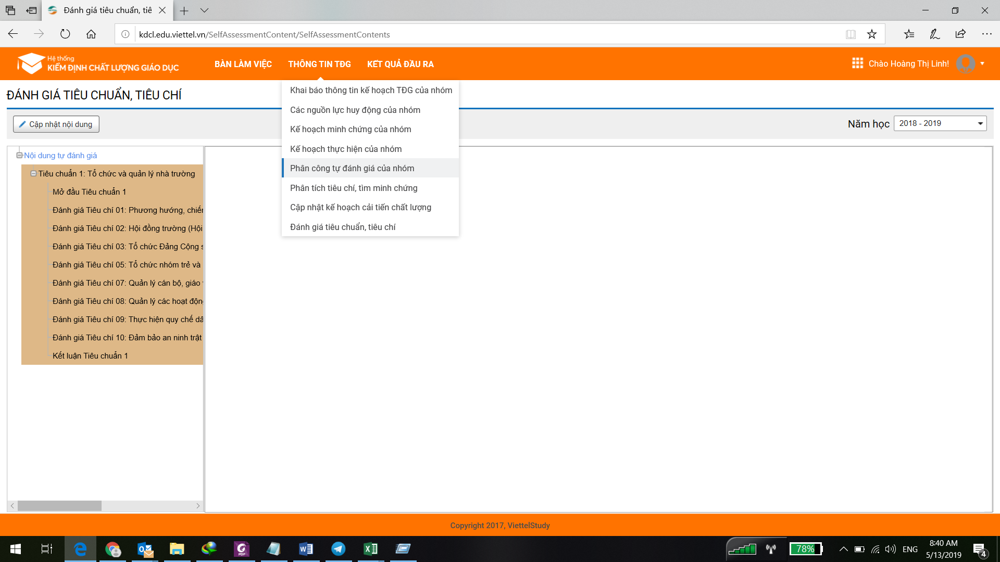 Đánh giá tiêu chuẩn, tiê
kdcl.edu.viettel.vn/SelfAssessmentContent/SelfAssessmentContents
Hệ thống
KIỂM ĐỊNH CHẤT LƯỢNG GIÁO DỤC
BÀN LÀM VIỆC
THÔNG TIN TĐG
KẾT QUẢ ĐẦU RA
Chào Hoàng Thị Linh!
ĐÁNH GIÁ TIÊU CHUẨN, TIÊU CHÍ
Khai báo thông tin kế hoạch TĐG của nhóm
Các nguồn lực huy động của nhóm
Kế hoạch minh chứng của nhóm
Kế hoạch thực hiện của nhóm
Phân công tự đánh giá của nhóm
Phân tích tiêu chí, tìm minh chứng
Cập nhật kế hoạch cải tiến chất lượng
Đánh giá tiêu chuẩn, tiêu chí
Cập nhật nội dung
Năm học
2018 - 2019
Nội dung tự đánh giá
Tiêu chuẩn 1: Tổ chức và quản lý nhà trường
Mở đầu Tiêu chuẩn 1
Đánh giá Tiêu chí 01: Phương hướng, chiến
Đánh giá Tiêu chí 02: Hội đồng trường (Hội
Đánh giá Tiêu chí 03: Tổ chức Đảng Cộng s
Đánh giá Tiêu chí 05: Tổ chức nhóm trẻ và
Đánh giá Tiêu chí 07: Quản lý cán bộ, giáo
Đánh giá Tiêu chí 08: Quản lý các hoạt động
Đánh giá Tiêu chí 09: Thực hiện quy chế dâ
Đánh giá Tiêu chí 10: Đảm bảo an ninh trật
Kết luận Tiêu chuẩn 1
Copyright 2017, ViettelStudy
78%
ENG
8:40 AM
5/13/2019
4